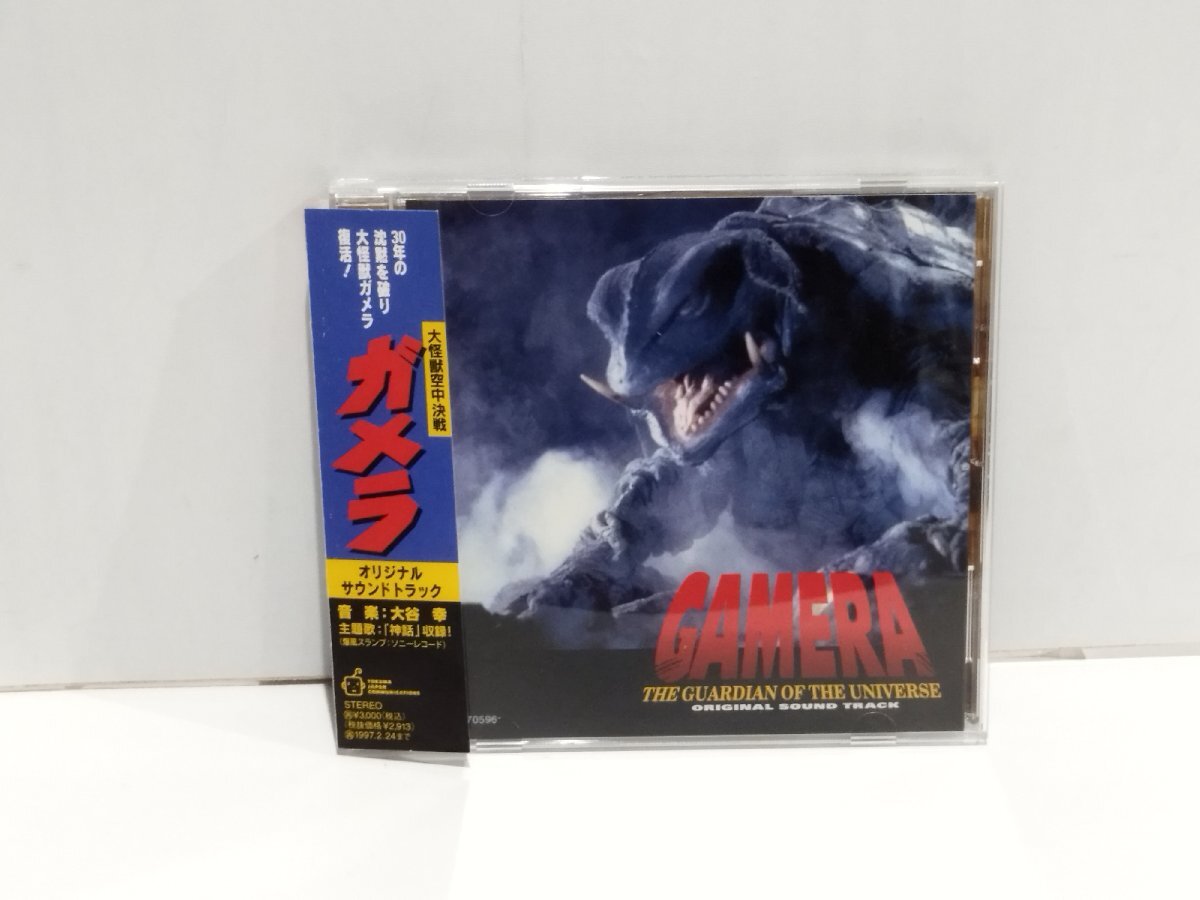 30年の
沈黙を破り
大怪獣ガメラ
復活！
大怪獣空中決戦
ガメラ
オリジナル
サウンドトラック
音楽：大谷 幸
主題歌：「神話」収録！
（爆風スランプ：ソニーレコード）
TOKUMA
JAPAN
COMMUNICATIONS
STEREO
¥3,000（税込）
（税抜価格¥2,913）
1997.2.24まで
70596
GAMERA
THE GUARDIAN OF THE UNIVERSE
ORIGINAL SOUND TRACK